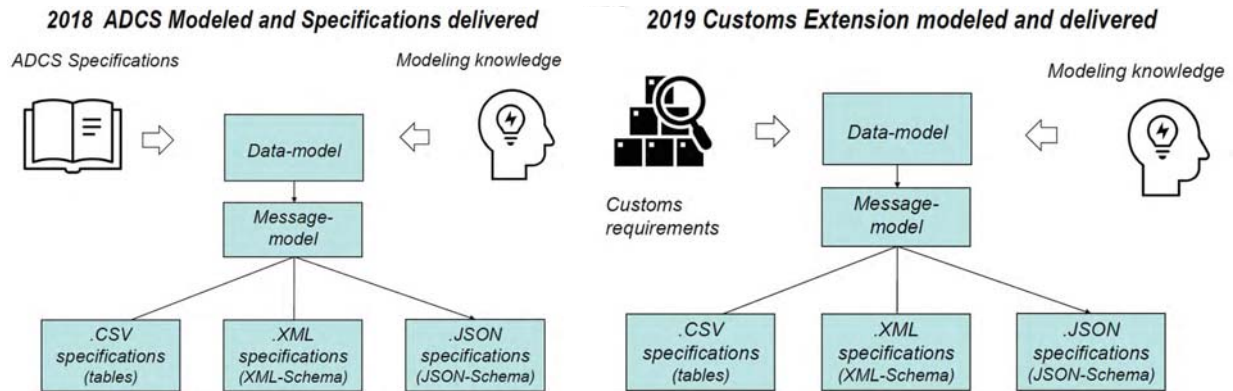 2018 ADCS Modeled and Specifications delivered
ADCS Specifications
Modeling knowledge
Data-model
Message-
model
.CSV
specifications
(tables)
.XML
specifications
(XML-Schema)
.JSON
specifications
(JSON-Schema)
2019 Customs Extension modeled and delivered
Modeling knowledge
Data-model
Customs
requirements
Message-
model
.CSV
specifications
(tables)
.XML
specifications
(XML-Schema)
.JSON
specifications
(JSON-Schema)